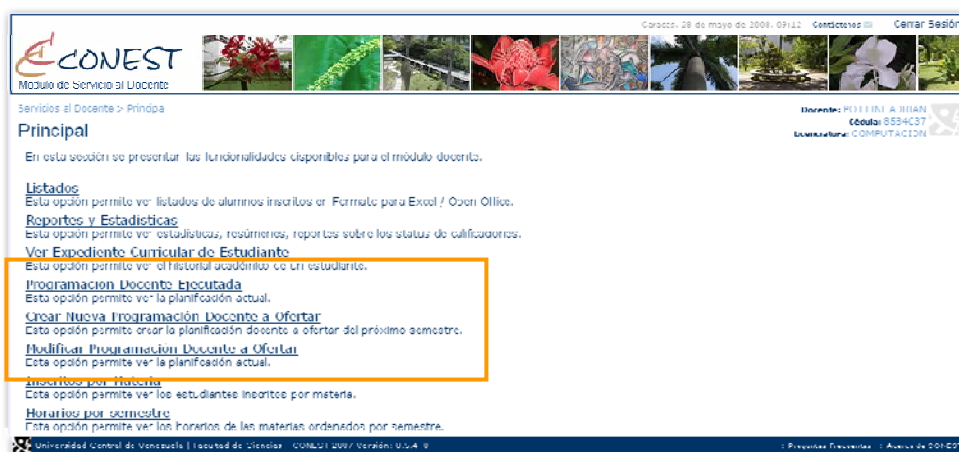 Caracas, 28 de mayo de 2008, 09:12 Contáctenos Cerrar Sesión
CONEST
Módulo de Servicio al Docente
Servicios al Docente > Principal
Docente:
Cédula: 8534C37
Licenciatura: COMPUTACION
Principal
En esta sección se presentan las funcionalidades disponibles para el módulo docente.
Listados
Esta opción permite ver listados de alumnos inscritos en Formato para Excel / Open Office.
Reportes y Estadísticas
Esta opción permite ver estadísticas, resúmenes, reportes sobre los status de calificaciones.
Ver Expediente Curricular de Estudiante
Esta opción permite ver el historial académico de un estudiante.
Programación Docente Ejecutada
Esta opción permite ver la planificación actual.
Crear Nueva Programación Docente a Ofertar
Esta opción permite crear la planificación docente a ofertar del próximo semestre.
Modificar Programación Docente a Ofertar
Esta opción permite ver la planificación actual.
Inscritos por Materia
Esta opción permite ver los estudiantes inscritos por materia.
Horarios por semestre
Esta opción permite ver los horarios de las materias ordenados por semestre.
Universidad Central de Venezuela | Facultad de Ciencias CONEST 2007 Versión: 0.5.4
: Preguntas Frecuentes : Acerca de CONEST